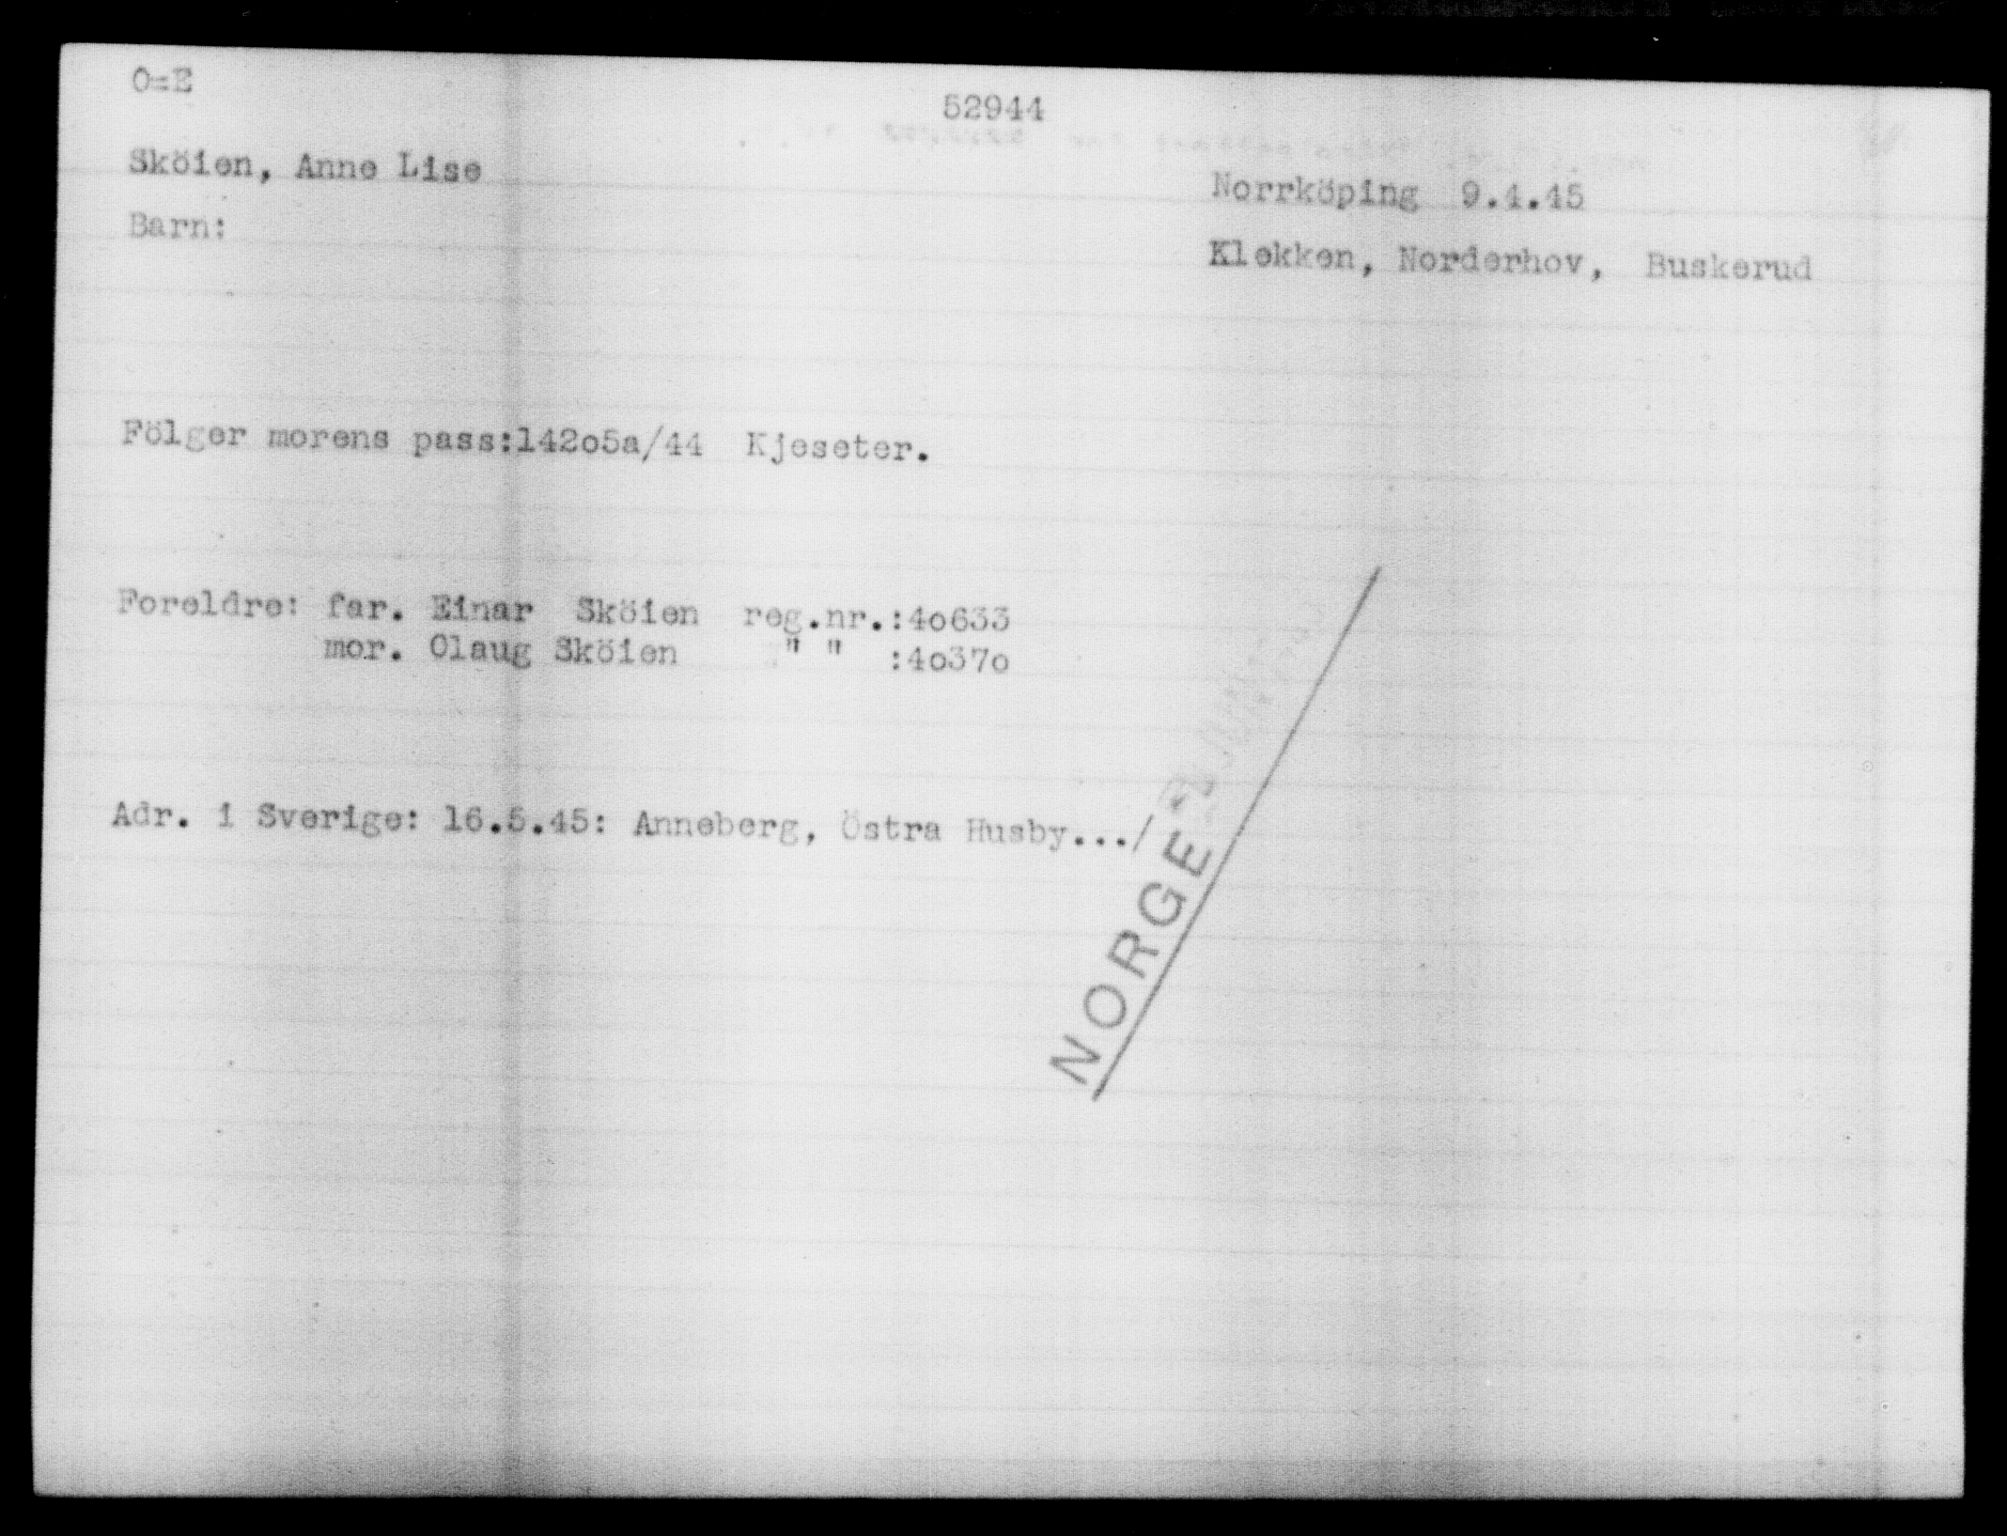 O=E
52944
Sköien, Anne Lise
Norrköping 9.4.45
Barn:
Klekken, Norderhov, Buskerud
Fölger morens pass:142o5a/44 Kjeseter.
Foreldre: far. Einar Sköien reg.nr.:4o633
mor. Olaug Sköien " " :4o37o
Adr. i Sverige: 16.5.45: Anneberg, Östra Husby.../
NORGE